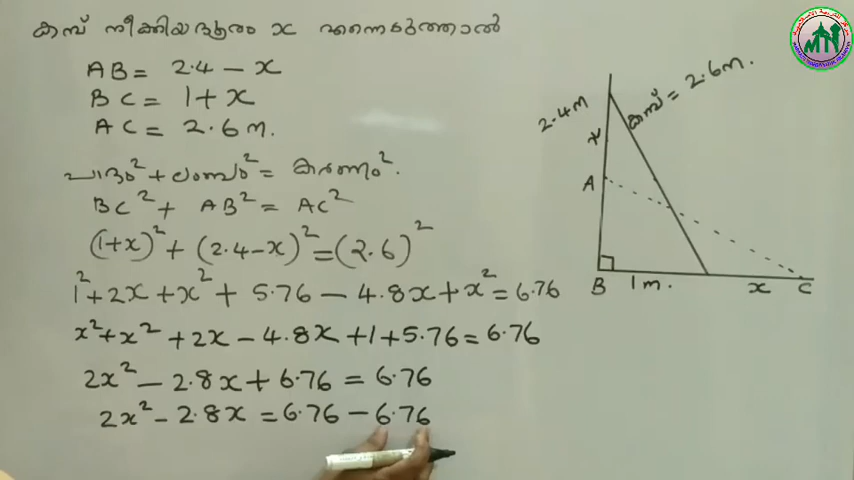 കമ്പ് നീക്കിയദൂരം x എന്നെടുത്താൽ
AB = 2.4 - x
BC = 1 + x
AC = 2.6 m.
പാദം² + ലംബം² = കർണം².
BC² + AB² = AC²
(1+x)² + (2.4-x)² = (2.6)²
1² + 2x + x² + 5.76 - 4.8x + x² = 6.76
x² + x² + 2x - 4.8x + 1 + 5.76 = 6.76
2x² - 2.8x + 6.76 = 6.76
2x² - 2.8x = 6.76 - 6.76
2.4m
കമ്പ് = 2.6m.
x
A
B 1m. x C